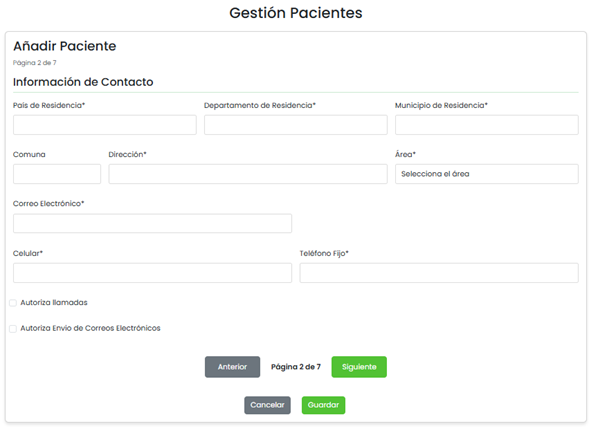 Gestión Pacientes
Añadir Paciente
Página 2 de 7
Información de Contacto
País de Residencia* Departamento de Residencia* Municipio de Residencia*
Comuna Dirección* Área*
Selecciona el área
Correo Electrónico*
Celular* Teléfono Fijo*
Autoriza llamadas
Autoriza Envio de Correos Electrónicos
Anterior Página 2 de 7 Siguiente
Cancelar Guardar